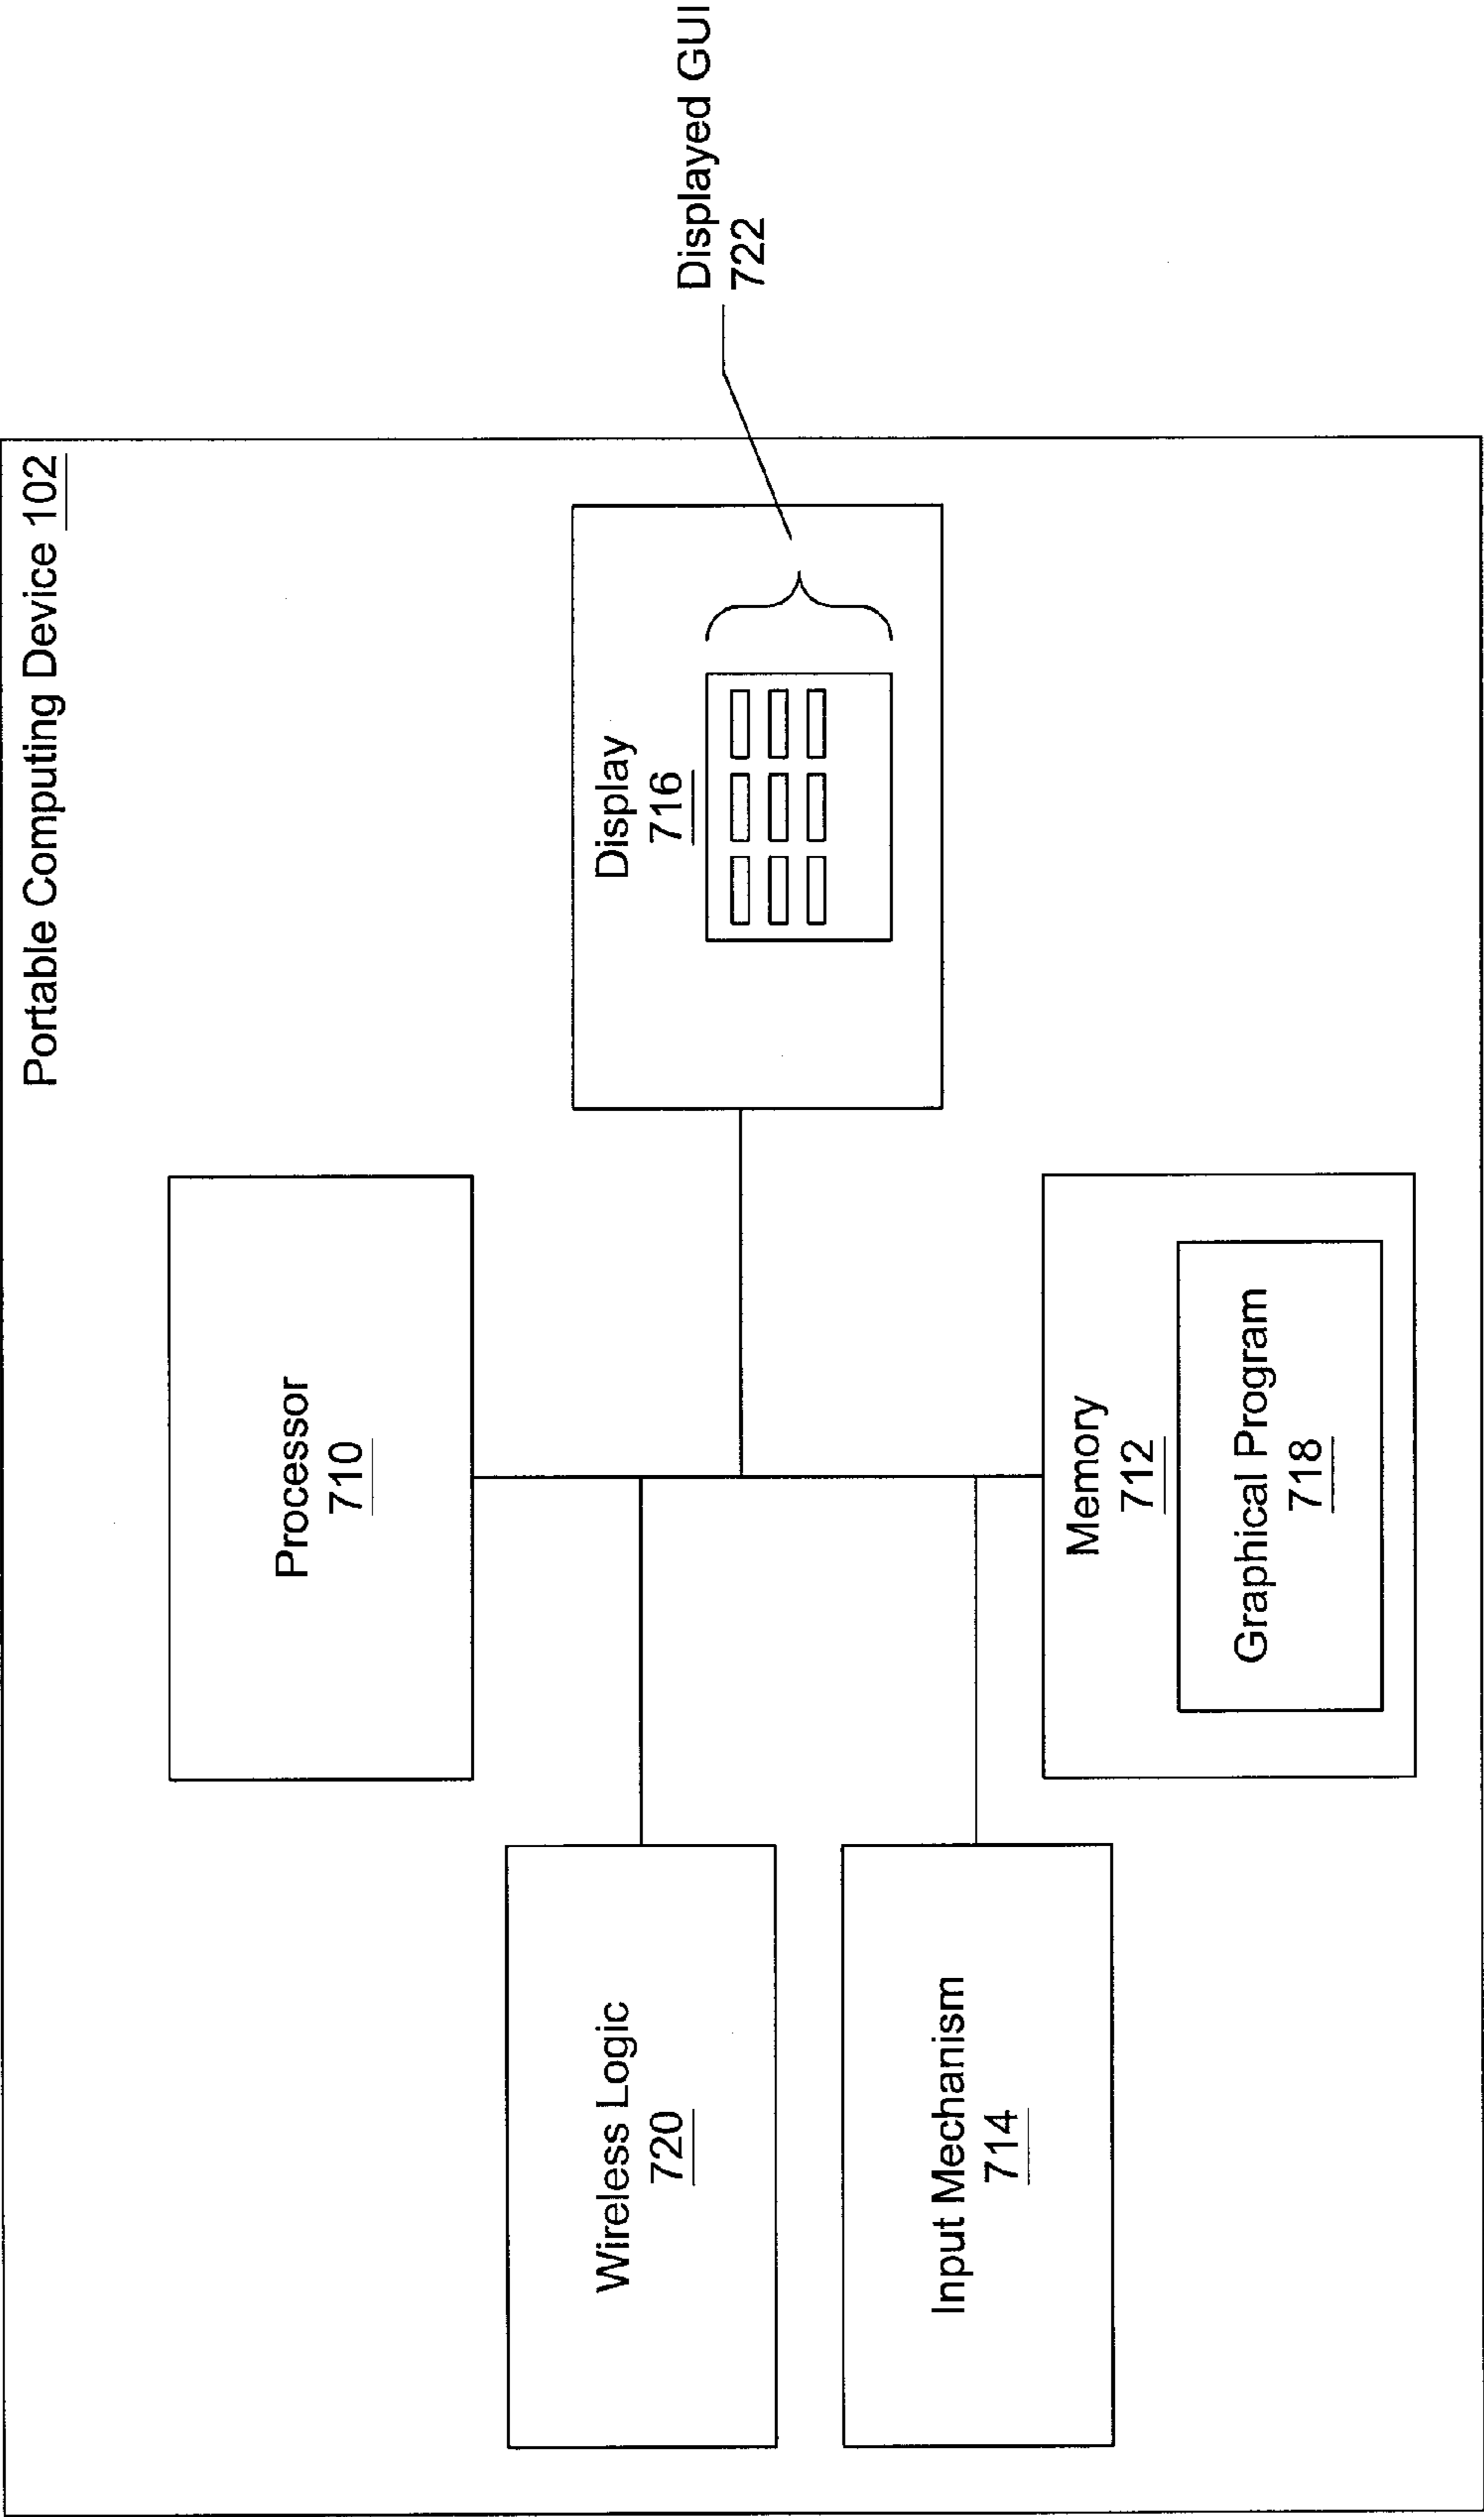 Portable Computing Device 102
Processor
710
Wireless Logic
720
Display
716
Displayed GUI
722
Input Mechanism
714
Memory
712
Graphical Program
718